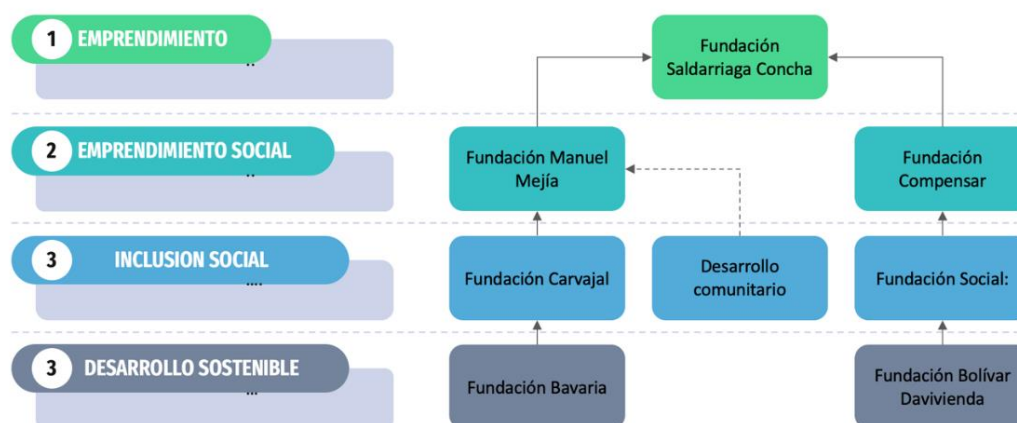 1 EMPRENDIMIENTO
..
Fundación
Saldarriaga Concha
2 EMPRENDIMIENTO SOCIAL
..
Fundación Manuel
Mejía
Fundación
Compensar
3 INCLUSION SOCIAL
....
Fundación Carvajal
Desarrollo
comunitario
Fundación Social:
3 DESARROLLO SOSTENIBLE
...
Fundación Bavaria
Fundación Bolívar
Davivienda